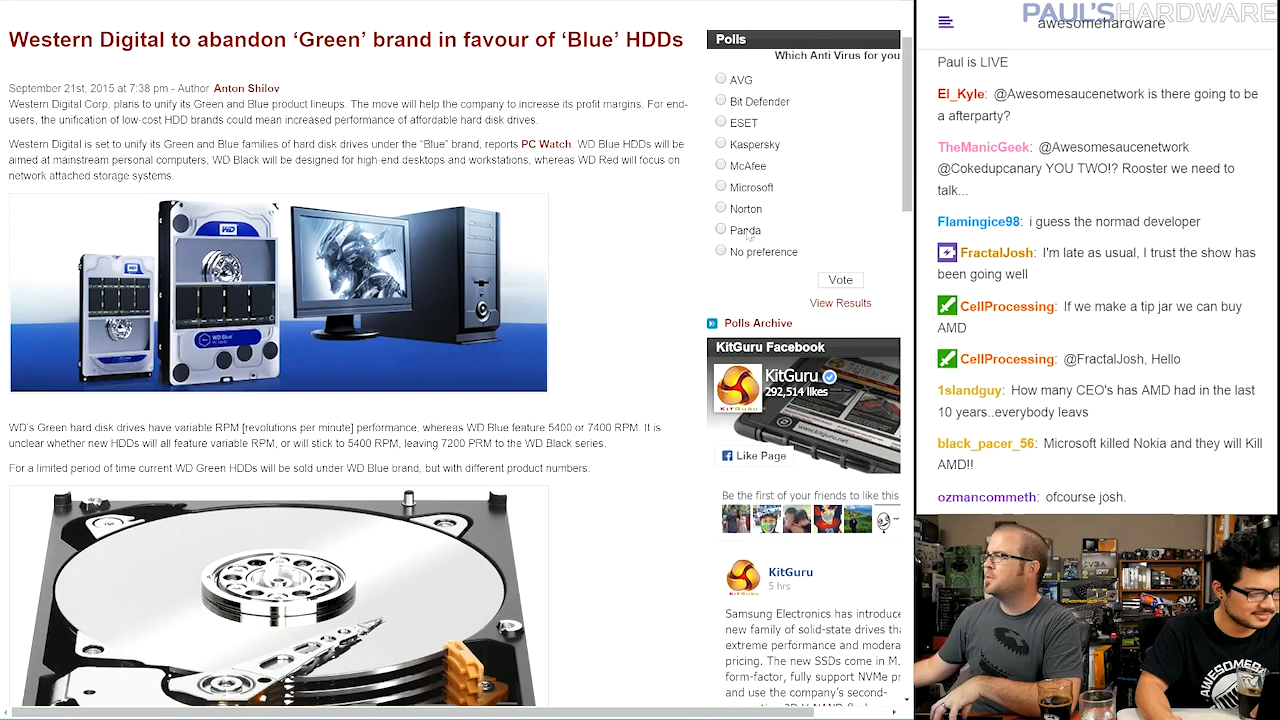 Western Digital to abandon ‘Green’ brand in favour of ‘Blue’ HDDs
September 21st, 2015 at 7:38 pm - Author Anton Shilov
Western Digital Corp. plans to unify its Green and Blue product lineups. The move will help the company to increase its profit margins. For end-
users, the unification of low-cost HDD brands could mean increased performance of affordable hard disk drives.
Western Digital is set to unify its Green and Blue families of hard disk drives under the “Blue” brand, reports PC Watch. WD Blue HDDs will be
aimed at mainstream personal computers, WD Black will be designed for high-end desktops and workstations, whereas WD Red will focus on
network attached storage systems.
WD
WD Blue
WD’s Green hard disk drives have variable RPM [revolutions per minute] performance, whereas WD Blue feature 5400 or 7400 RPM. It is
unclear whether new HDDs will all feature variable RPM, or will stick to 5400 RPM, leaving 7200 PRM to the WD Black series.
For a limited period of time current WD Green HDDs will be sold under WD Blue brand, but with different product numbers.
Polls
Which Anti Virus for you
AVG
Bit Defender
ESET
Kaspersky
McAfee
Microsoft
Norton
Panda
No preference
Vote
View Results
Polls Archive
KitGuru Facebook
KitGuru
292,514 likes
KITGURU
www.kitguru.net
Like Page
Be the first of your friends to like this
KitGuru
5 hrs
Samsung Electronics has introduce
new family of solid-state drives tha
extreme performance and modera
pricing. The new SSDs come in M.
form-factor, fully support NVMe pr
and use the company's second-
PAUL'SHARDWARE
awesomehardware
Paul is LIVE
El_Kyle: @Awesomesaucenetwork is there going to be
a afterparty?
TheManicGeek: @Awesomesaucenetwork
@Cokedupcanary YOU TWO!? Rooster we need to
talk...
Flamingice98: i guess the normad developer
FractalJosh: I'm late as usual, I trust the show has
been going well
CellProcessing: If we make a tip jar we can buy
AMD
CellProcessing: @FractalJosh, Hello
1slandguy: How many CEO's has AMD had in the last
10 years..everybody leavs
black_pacer_56: Microsoft killed Nokia and they will Kill
AMD!!
ozmancommeth: ofcourse josh.
EVGA
AWESOME